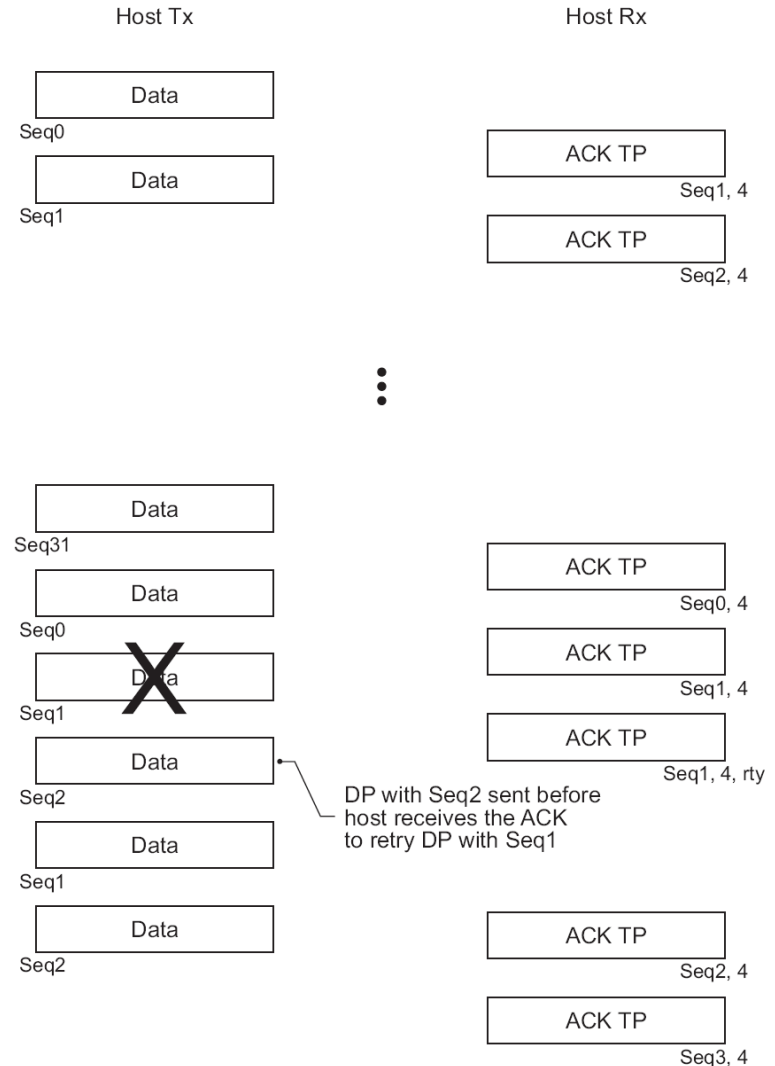 Host Tx
Host Rx
Data
Seq0
ACK TP
Data
Seq1, 4
Seq1
ACK TP
Seq2, 4
Data
Seq31
ACK TP
Data
Seq0, 4
Seq0
ACK TP
Data
Seq1, 4
Seq1
ACK TP
Data
Seq1, 4, rty
Seq2
DP with Seq2 sent before
host receives the ACK
to retry DP with Seq1
Data
Seq1
Data
ACK TP
Seq2
Seq2, 4
ACK TP
Seq3, 4